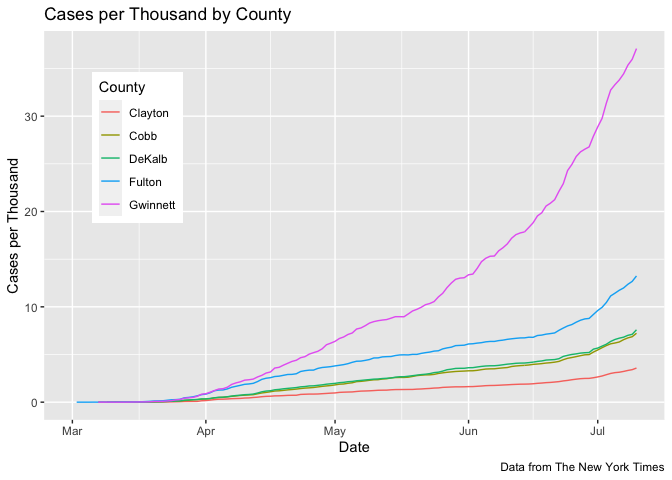 Cases per Thousand by County
Cases per Thousand
30
20
10
0
County
Clayton
Cobb
DeKalb
Fulton
Gwinnett
Mar
Apr
May
Jun
Jul
Date
Data from The New York Times